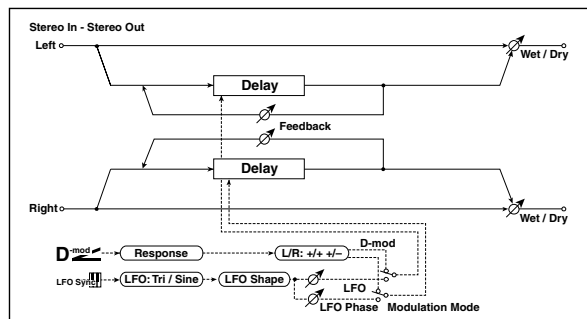 Stereo In - Stereo Out
Left
Wet / Dry
Delay
Feedback
Delay
Right
Wet / Dry
D-mod
D-mod
Response
L/R: +/+ +/–
LFO Sync
LFO: Tri / Sine
LFO Shape
LFO
LFO Phase
Modulation Mode